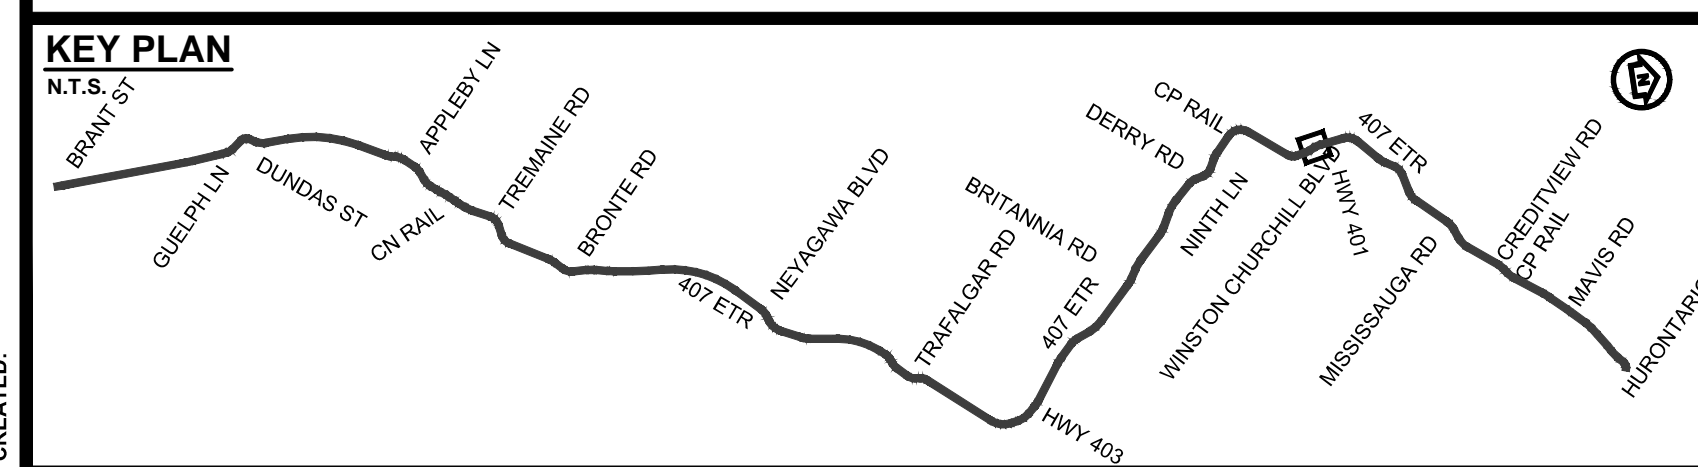 KEY PLAN
N.T.S.
BRANT ST
GUELPH LN
DUNDAS ST
CN RAIL
APPLEBY LN
TREMAINE RD
BRONTE RD
407 ETR
NEYAGAWA BLVD
TRAFALGAR RD
BRITANNIA RD
HWY 403
407 ETR
DERRY RD
CP RAIL
NINTH LN
WINSTON CHURCHILL BLVD
HWY 401
407 ETR
MISSISSAUGA RD
CREDITVIEW RD
CP RAIL
MAVIS RD
N
CREATED: